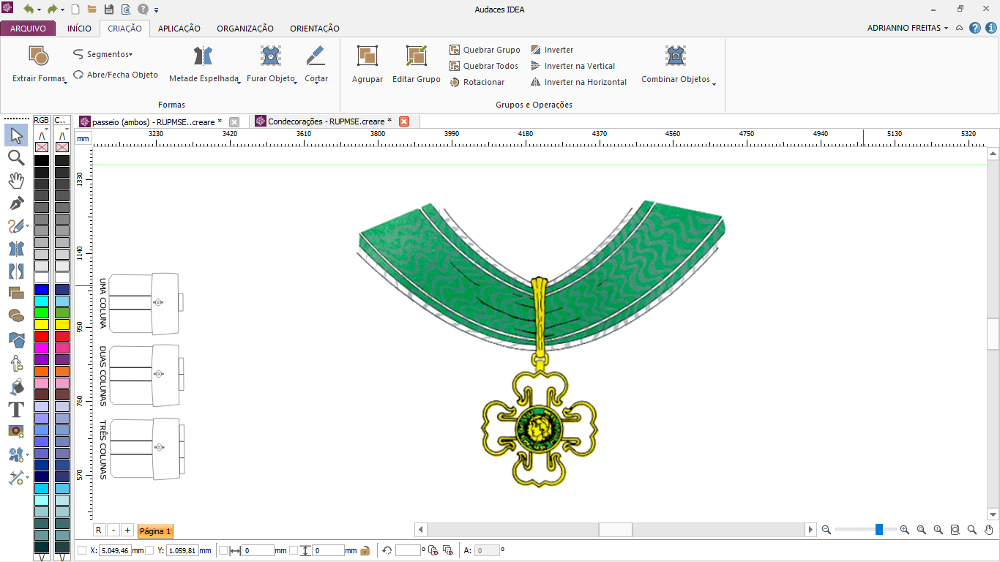 Audaces IDEA
ARQUIVO INÍCIO CRIAÇÃO APLICAÇÃO ORGANIZAÇÃO ORIENTAÇÃO ADRIANNO FREITAS
Extrair Formas
Segmentos
Abre/Fecha Objeto
Metade Espelhada
Furar Objeto
Cortar
Formas
Agrupar
Editar Grupo
Quebrar Grupo
Quebrar Todos
Rotacionar
Inverter
Inverter na Vertical
Inverter na Horizontal
Combinar Objetos
Grupos e Operações
RGB C..
passeio (ambos) - RUPMSE..creare *
Condecorações - RUPMSE.creare *
mm
3230 3420 3610 3800 3990 4180 4370 4560 4750 4940 5130 5320
1330
1140
950
760
570
UMA COLUNA
DUAS COLUNAS
TRÊS COLUNAS
R - + Página 1
X: 5.049,46 mm Y: 1.059,81 mm 0 mm 0 mm º A: 0 º